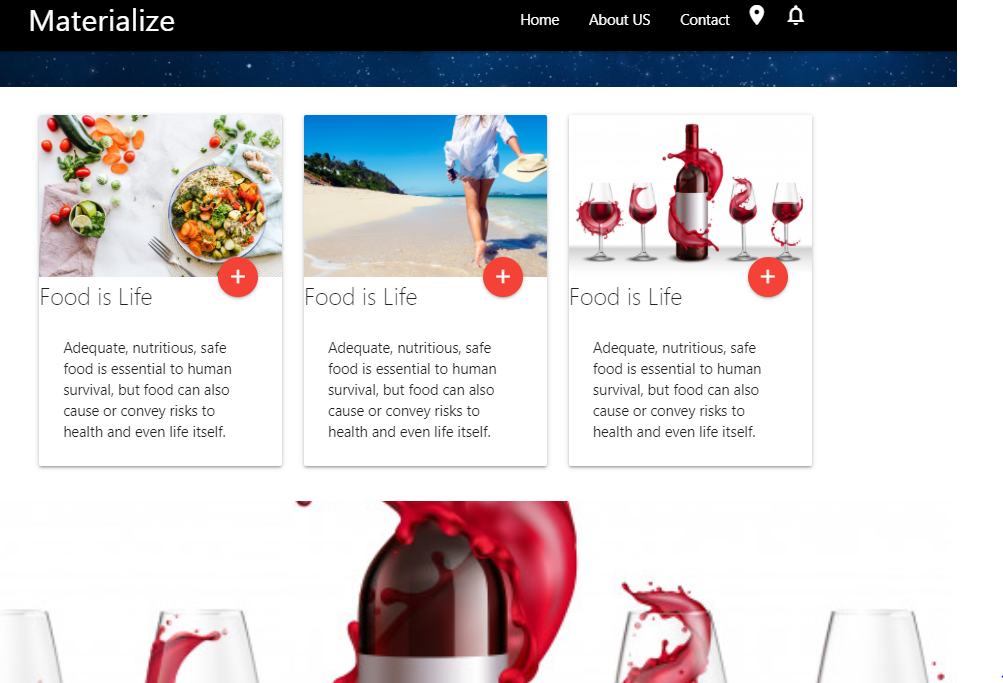 Materialize
Home About US Contact
Food is Life
Adequate, nutritious, safe
food is essential to human
survival, but food can also
cause or convey risks to
health and even life itself.
Food is Life
Adequate, nutritious, safe
food is essential to human
survival, but food can also
cause or convey risks to
health and even life itself.
Food is Life
Adequate, nutritious, safe
food is essential to human
survival, but food can also
cause or convey risks to
health and even life itself.